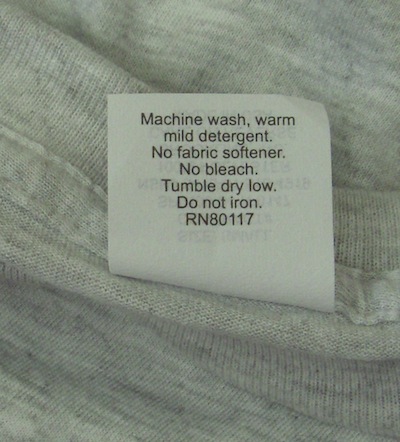 Machine wash, warm
mild detergent.
No fabric softener.
No bleach.
Tumble dry low.
Do not iron.
RN80117